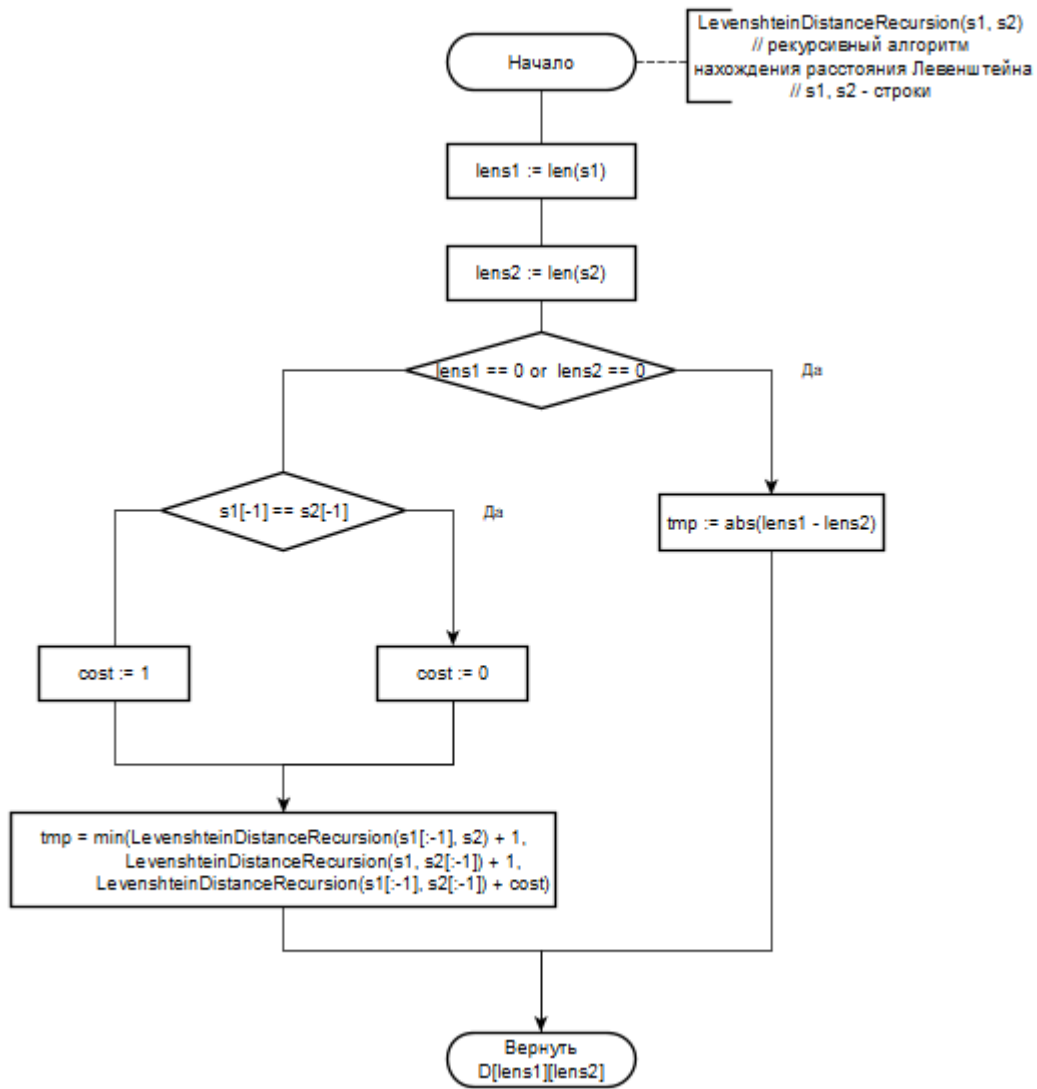 LevenshteinDistanceRecursion(s1, s2)
// рекурсивный алгоритм
нахождения расстояния Левенштейна
// s1, s2 - строки
Начало
lens1 := len(s1)
lens2 := len(s2)
lens1 == 0 or lens2 == 0
Да
s1[-1] == s2[-1]
Да
tmp := abs(lens1 - lens2)
cost := 1
cost := 0
tmp = min(LevenshteinDistanceRecursion(s1[:-1], s2) + 1,
LevenshteinDistanceRecursion(s1, s2[:-1]) + 1,
LevenshteinDistanceRecursion(s1[:-1], s2[:-1]) + cost)
Вернуть
D[lens1][lens2]